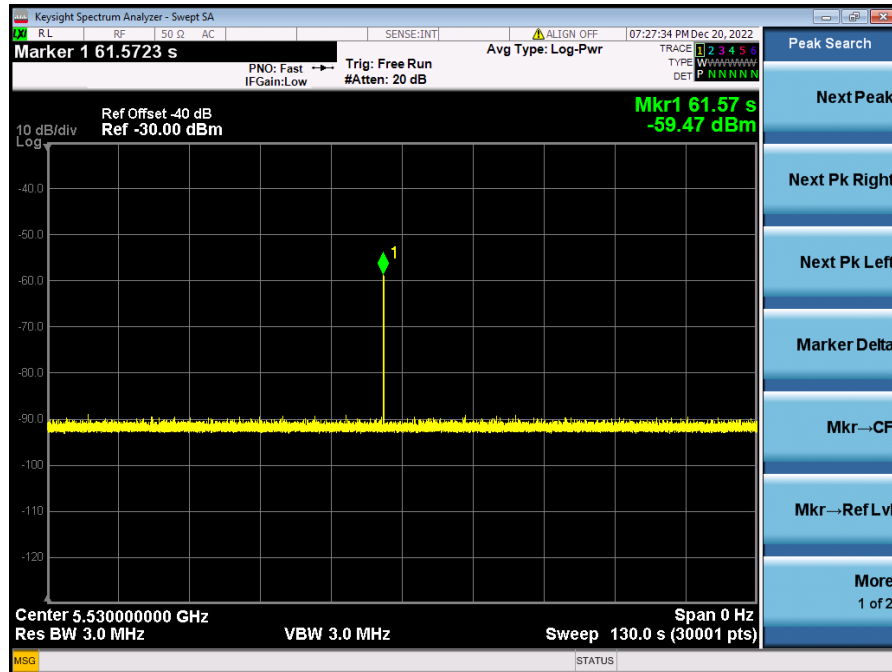 Keysight Spectrum Analyzer - Swept SA
LXI RL RF 50 Ω AC SENSE:INT ALIGN OFF 07:27:34 PM Dec 20, 2022
Marker 1 61.5723 s
PNO: Fast
IFGain:Low
Trig: Free Run
#Atten: 20 dB
Avg Type: Log-Pwr
TRACE 1 2 3 4 5 6
TYPE WWWWWW
DET P N N N N N
Peak Search
Next Peak
Next Pk Right
Next Pk Left
Marker Delta
Mkr→CF
Mkr→Ref Lvl
More
1 of 2
Mkr1 61.57 s
-59.47 dBm
Ref Offset -40 dB
10 dB/div Ref -30.00 dBm
Log
1
-40.0
-50.0
-60.0
-70.0
-80.0
-90.0
-100
-110
-120
Center 5.530000000 GHz Span 0 Hz
Res BW 3.0 MHz VBW 3.0 MHz Sweep 130.0 s (30001 pts)
MSG STATUS